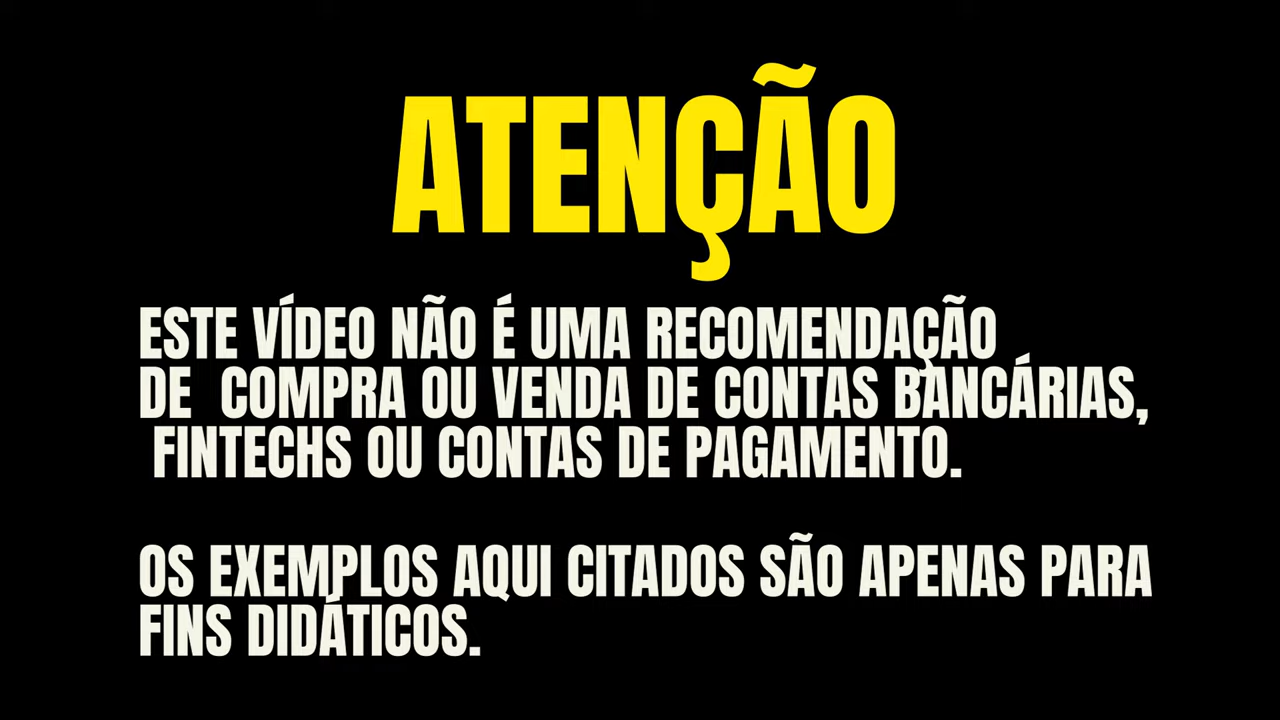 ATENÇÃO
ESTE VÍDEO NÃO É UMA RECOMENDAÇÃO
DE COMPRA OU VENDA DE CONTAS BANCÁRIAS,
FINTECHS OU CONTAS DE PAGAMENTO.
OS EXEMPLOS AQUI CITADOS SÃO APENAS PARA
FINS DIDÁTICOS.